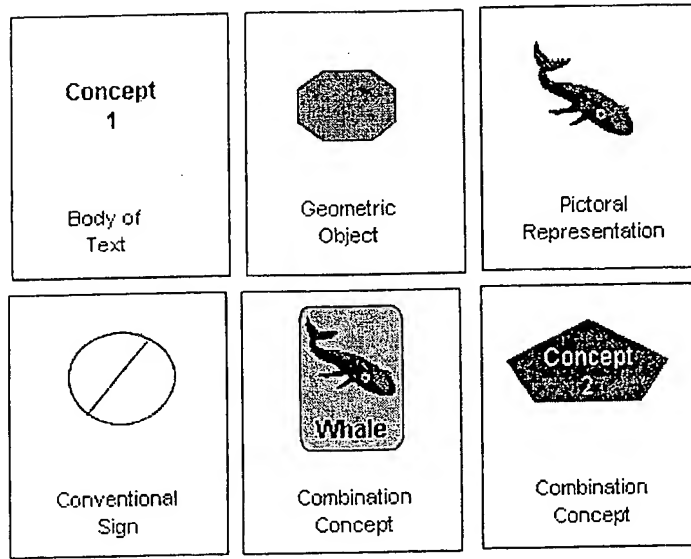 Concept
1
Body of
Text
Geometric
Object
Pictoral
Representation
Conventional
Sign
Whale
Combination
Concept
Concept
2
Combination
Concept